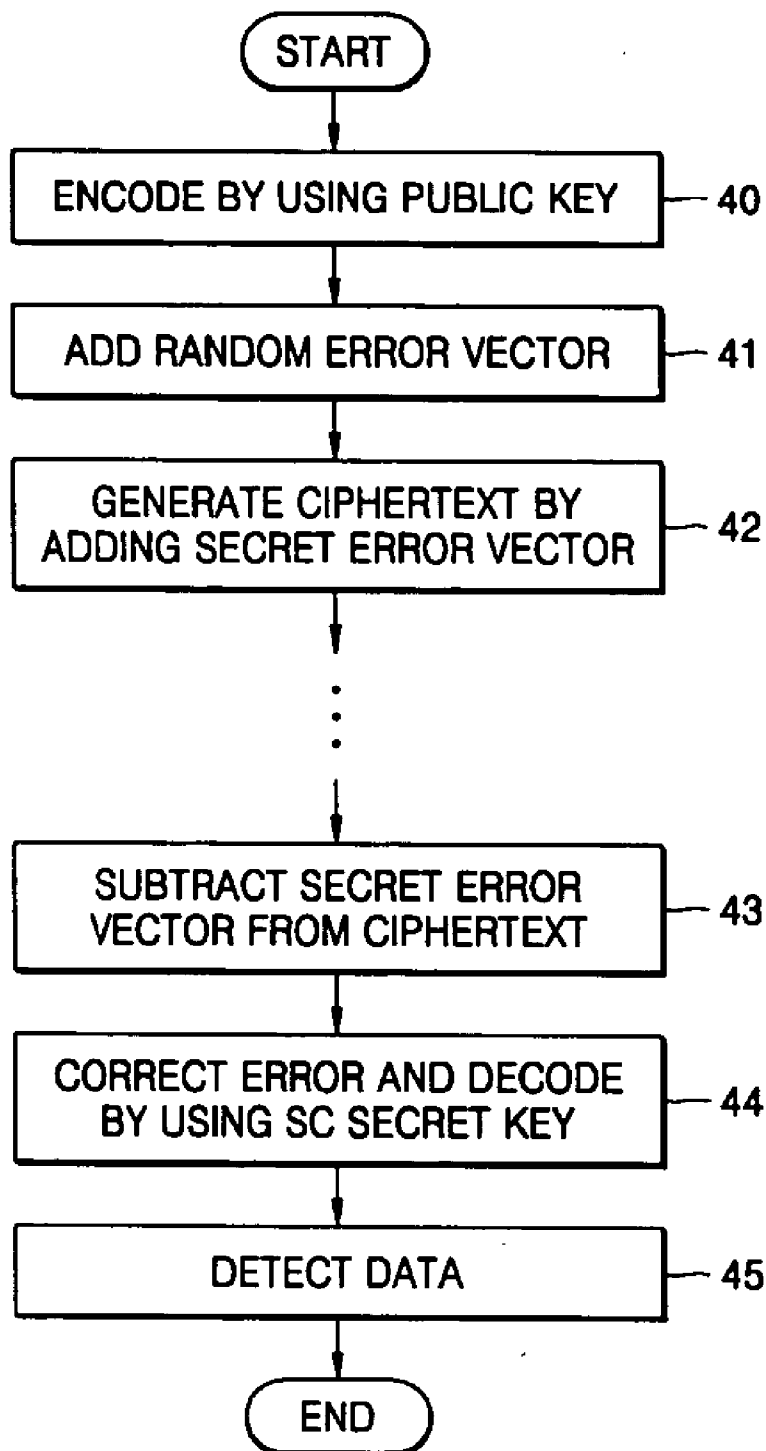 START
ENCODE BY USING PUBLIC KEY
40
ADD RANDOM ERROR VECTOR
41
GENERATE CIPHERTEXT BY
ADDING SECRET ERROR VECTOR
42
SUBTRACT SECRET ERROR
VECTOR FROM CIPHERTEXT
43
CORRECT ERROR AND DECODE
BY USING SC SECRET KEY
44
DETECT DATA
45
END